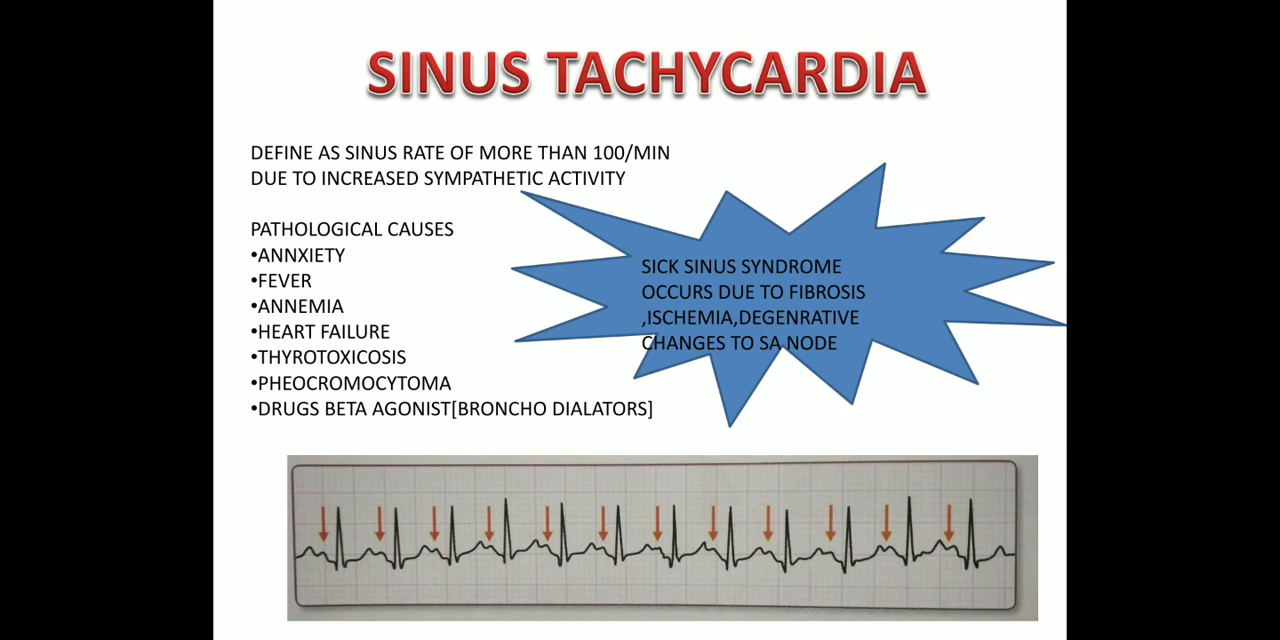 SINUS TACHYCARDIA
DEFINE AS SINUS RATE OF MORE THAN 100/MIN
DUE TO INCREASED SYMPATHETIC ACTIVITY
PATHOLOGICAL CAUSES
•ANNXIETY
•FEVER
•ANNEMIA
•HEART FAILURE
•THYROTOXICOSIS
•PHEOCROMOCYTOMA
•DRUGS BETA AGONIST[BRONCHO DIALATORS]
SICK SINUS SYNDROME
OCCURS DUE TO FIBROSIS
,ISCHEMIA,DEGENRATIVE
CHANGES TO SA NODE